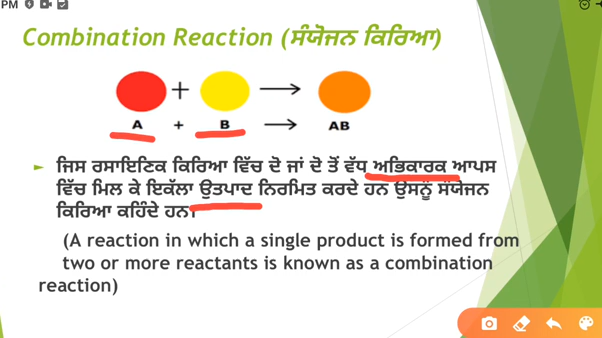 PM
Combination Reaction (ਸੰਯੋਜਨ ਕਿਰਿਆ)
+
A + B AB
ਜਿਸ ਰਸਾਇਣਿਕ ਕਿਰਿਆ ਵਿੱਚ ਦੋ ਜਾਂ ਦੋ ਤੋਂ ਵੱਧ ਅਭਿਕਾਰਕ ਆਪਸ
ਵਿੱਚ ਮਿਲ ਕੇ ਇਕੱਲਾ ਉਤਪਾਦ ਨਿਰਮਿਤ ਕਰਦੇ ਹਨ ਉਸਨੂੰ ਸੰਯੋਜਨ
ਕਿਰਿਆ ਕਹਿੰਦੇ ਹਨ।
(A reaction in which a single product is formed from
two or more reactants is known as a combination
reaction)